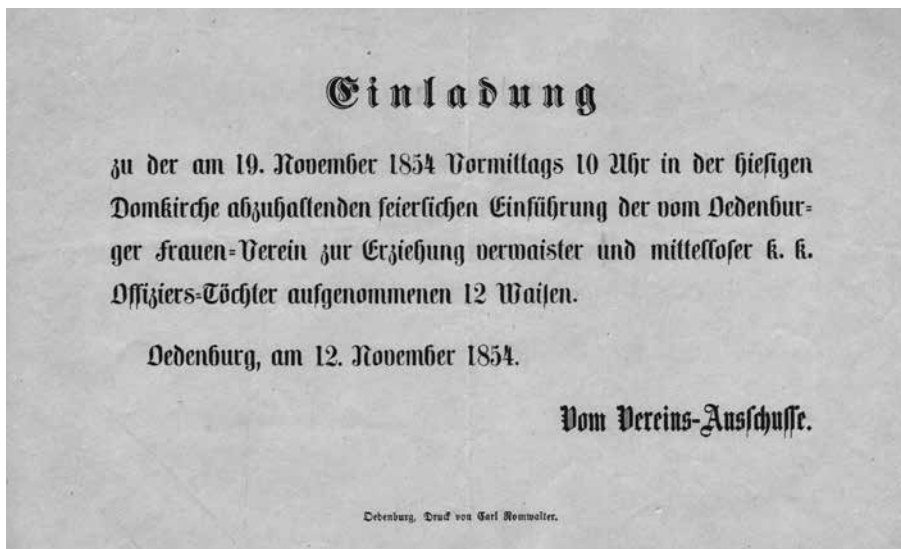 Einladung
zu der am 19. November 1854 Vormittags 10 Uhr in der hiesigen
Domkirche abzuhaltenden feierlichen Einführung der vom Oedenbur-
ger Frauen-Verein zur Erziehung verwaister und mittelloser k. k.
Offiziers-Töchter aufgenommenen 12 Waisen.
Oedenburg, am 12. November 1854.
Vom Vereins-Ausschusse.
Oedenburg, Druck von Carl Romwalter.